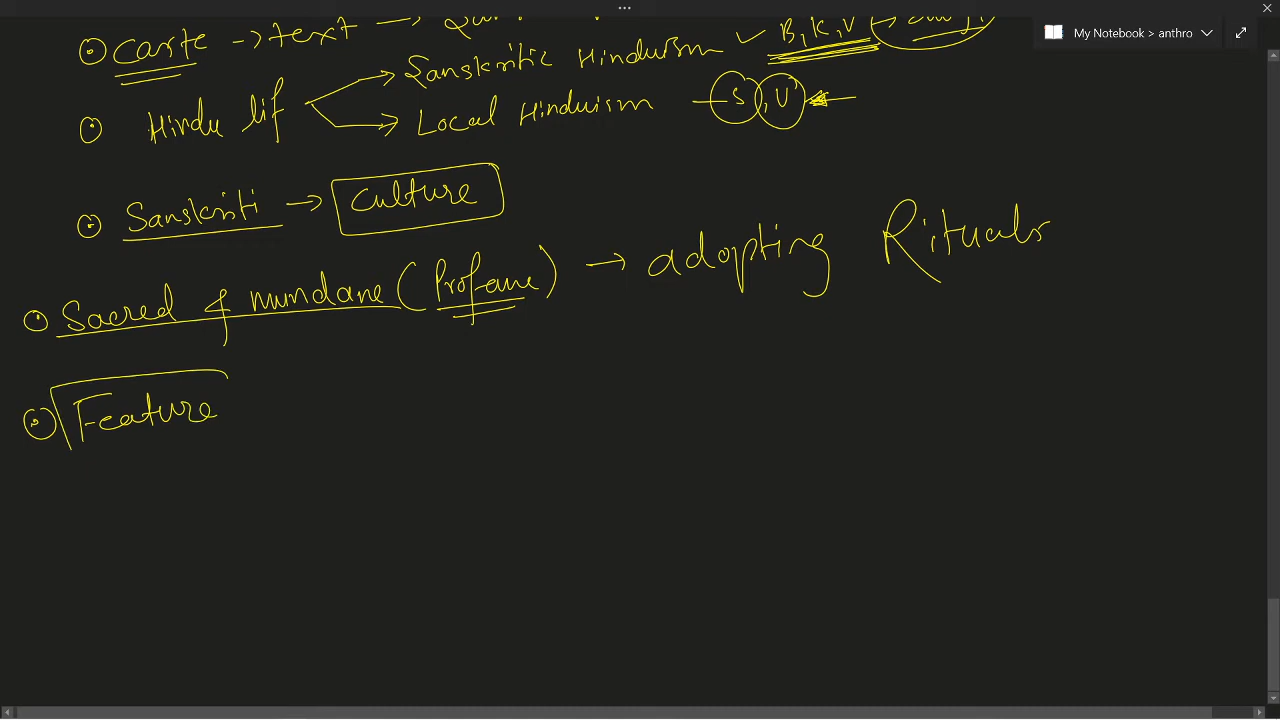 My Notebook > anthro
Caste → text →
Hindu lif
Sanskritic Hinduism B, K, V →
Local Hinduism — S, V
Sanskriti → Culture
Sacred & mundane (Profane) → adopting Rituals
Feature